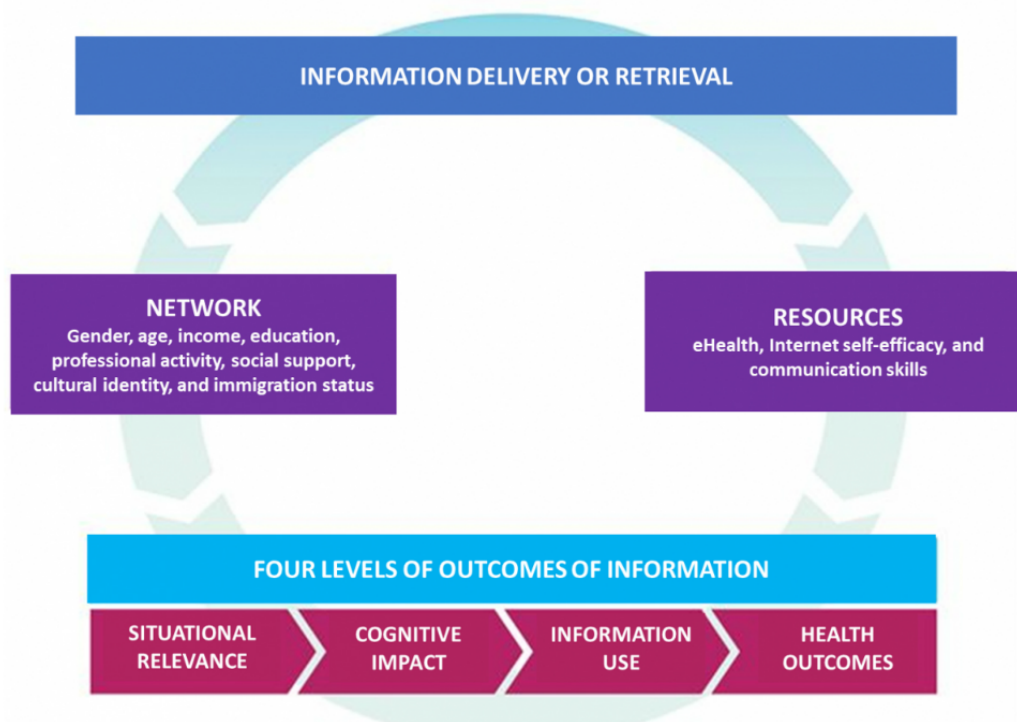 INFORMATION DELIVERY OR RETRIEVAL
NETWORK
Gender, age, income, education,
professional activity, social support,
cultural identity, and immigration status
RESOURCES
eHealth, Internet self-efficacy, and
communication skills
FOUR LEVELS OF OUTCOMES OF INFORMATION
SITUATIONAL
RELEVANCE
COGNITIVE
IMPACT
INFORMATION
USE
HEALTH
OUTCOMES